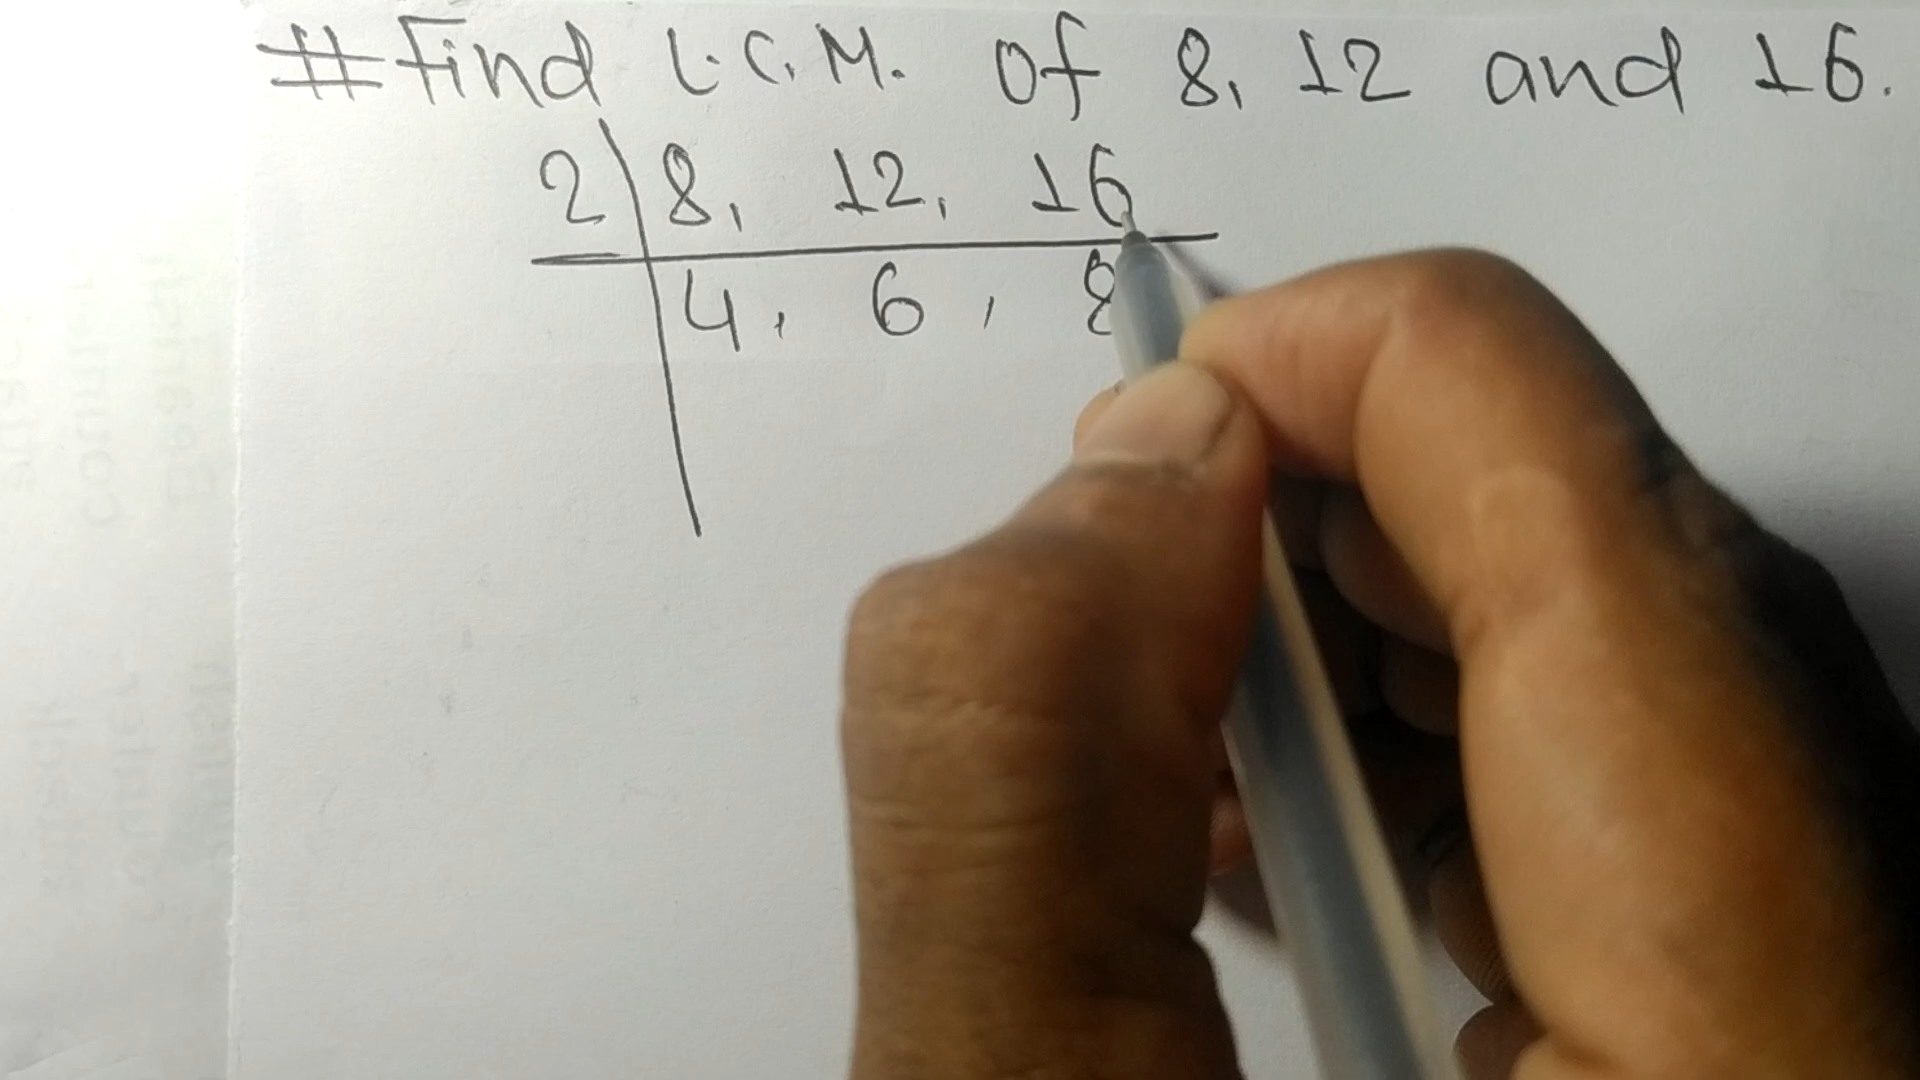 #Find L.C.M. of 8, 12 and 16.
2 8, 12, 16
4, 6, 8